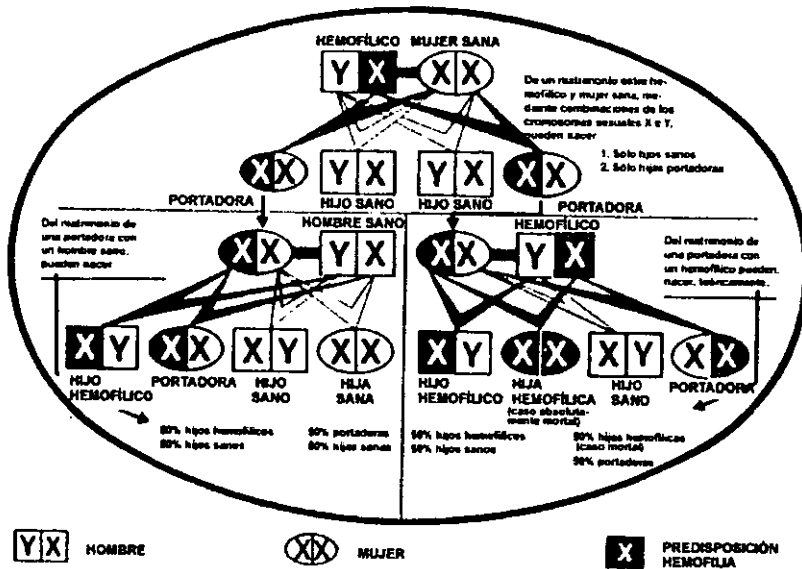 HEMOFÍLICO MUJER SANA
Y X X X
De un matrimonio entre he-
mofílico y mujer sana, me-
diante combinaciones de los
cromosomas sexuales X e Y,
pueden nacer
1. Sólo hijos sanos
2. Sólo hijas portadoras
X X Y X Y X X X
PORTADORA HIJO SANO HIJO SANO PORTADORA
Del matrimonio de
una portadora con
un hombre sano,
pueden nacer
HOMBRE SANO
X X Y X
HEMOFÍLICO
X X Y X
Del matrimonio de
una portadora con
un hemofílico pueden
nacer, teóricamente.
X Y X X X Y X X
HIJO
HEMOFÍLICO
PORTADORA
HIJO
SANO
HIJA
SANA
X Y X X X Y X X
HIJO
HEMOFÍLICO
HIJA
HEMOFÍLICA
(caso absoluta-
mente mortal)
HIJO
SANO
PORTADORA
50% hijos hemofílicos
50% hijos sanos
50% portadoras
50% hijas sanas
50% hijos hemofílicos
50% hijos sanos
50% hijas hemofílicas
(caso mortal)
50% portadoras
Y X HOMBRE
X X MUJER
X PREDISPOSICIÓN
HEMOFILIA